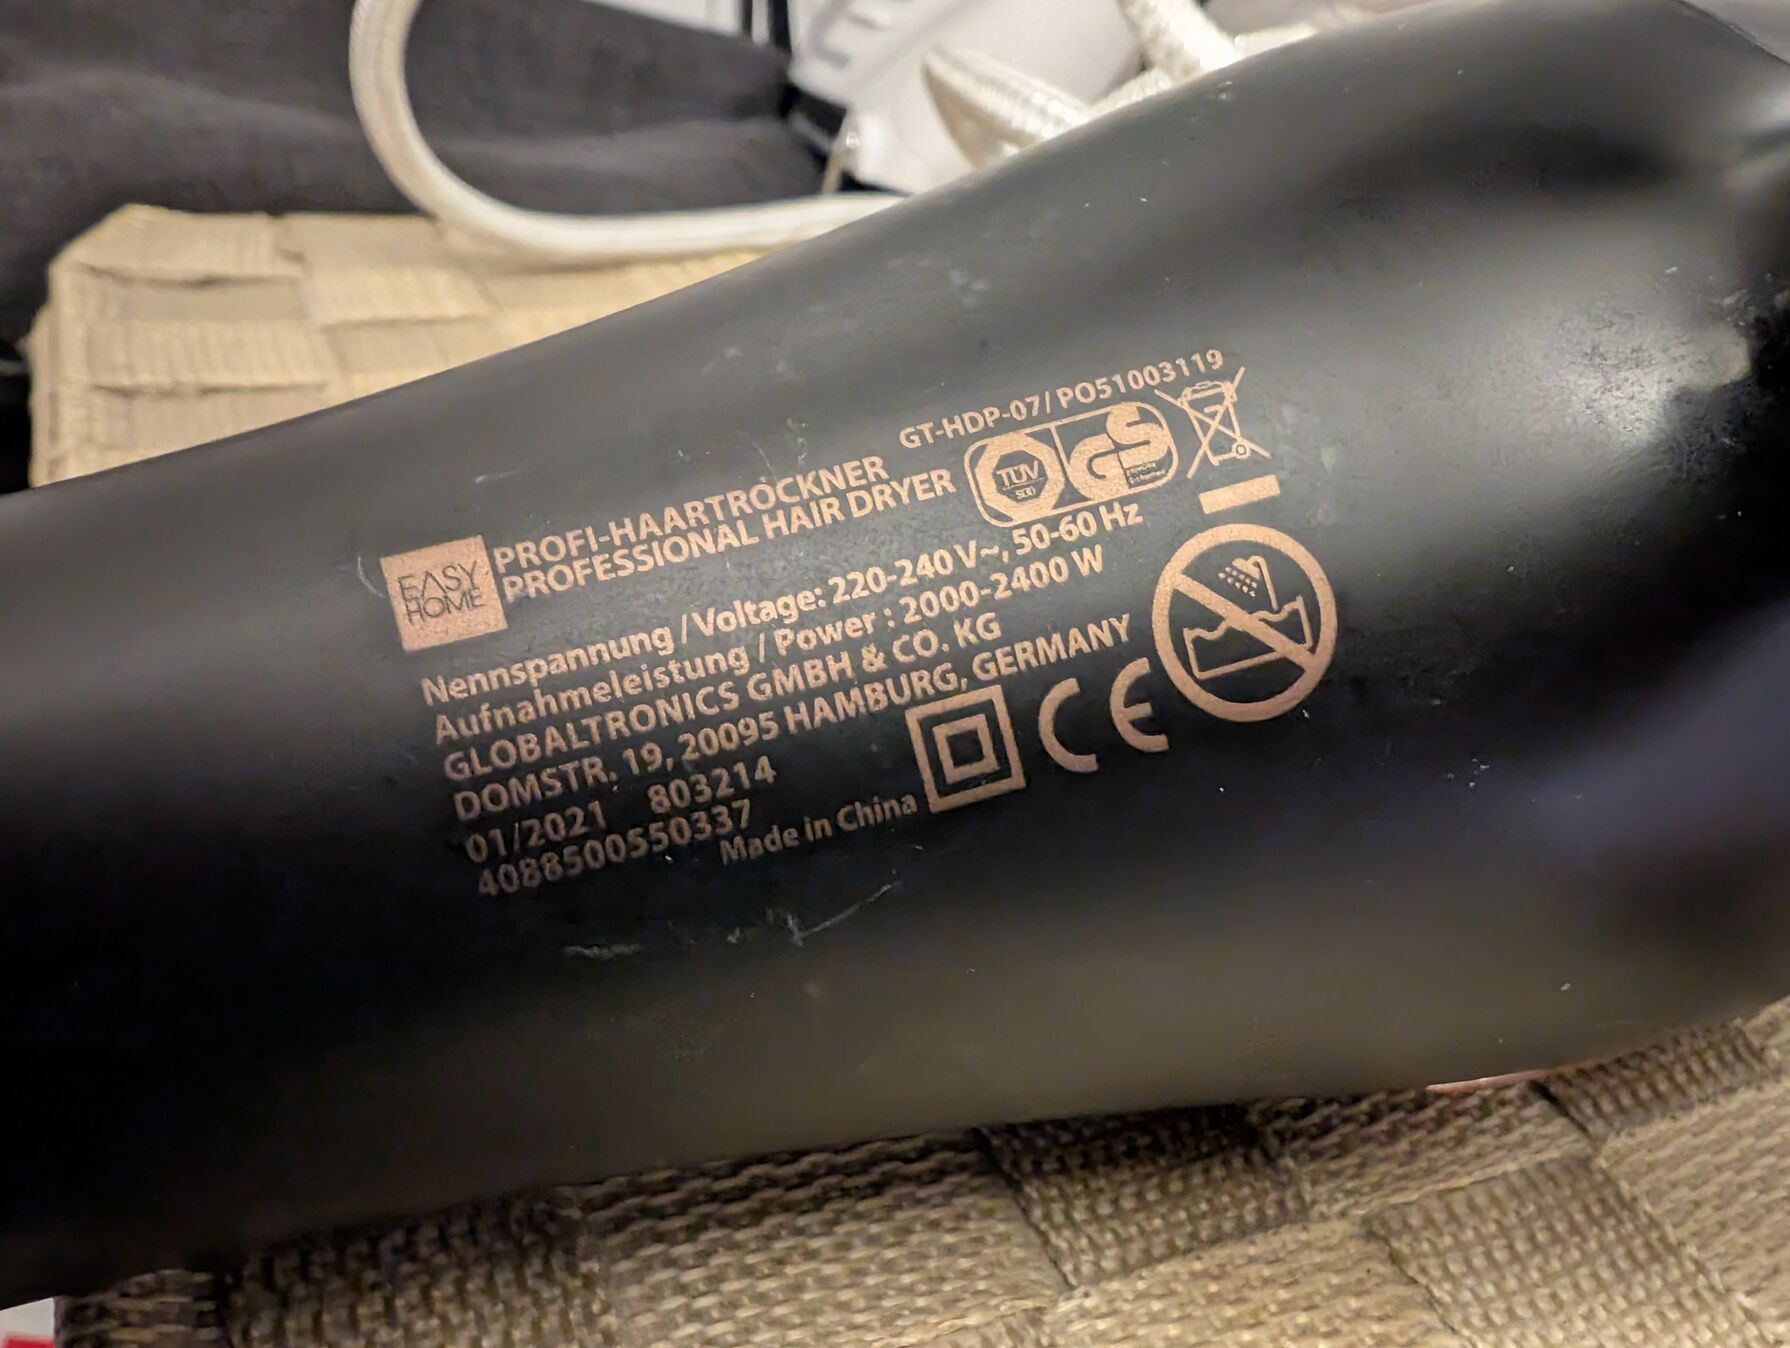 GT-HDP-07/PO51003119
EASY
HOME
PROFI-HAARTROCKNER
PROFESSIONAL HAIR DRYER
TÜV
SÜD
GS
geprüfte
Sicherheit
Nennspannung / Voltage: 220-240 V~, 50-60 Hz
Aufnahmeleistung / Power : 2000-2400 W
GLOBALTRONICS GMBH & CO. KG
DOMSTR. 19, 20095 HAMBURG, GERMANY
01/2021 803214
4088500550337
Made in China
CE